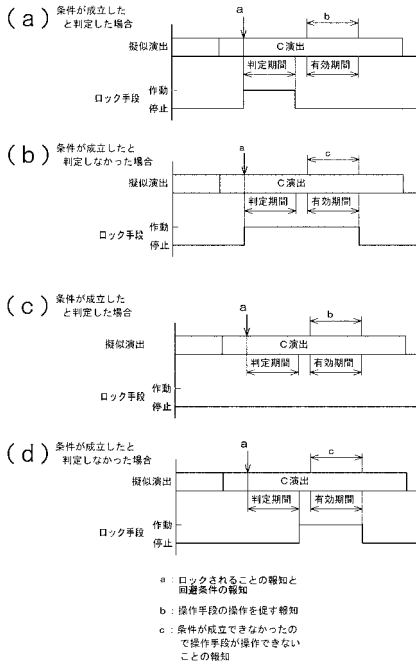 (a) 条件が成立した
と判定した場合
a
b
擬似演出
C演出
判定期間
有効期間
ロック手段
作動
停止
(b) 条件が成立したと
判定しなかった場合
a
c
擬似演出
C演出
判定期間
有効期間
ロック手段
作動
停止
(c) 条件が成立した
と判定した場合
a
b
擬似演出
C演出
判定期間
有効期間
ロック手段
作動
停止
(d) 条件が成立したと
判定しなかった場合
a
c
擬似演出
C演出
判定期間
有効期間
ロック手段
作動
停止
a:ロックされることの報知と
回避条件の報知
b:操作手段の操作を促す報知
c:条件が成立できなかったの
で操作手段が操作できない
ことの報知